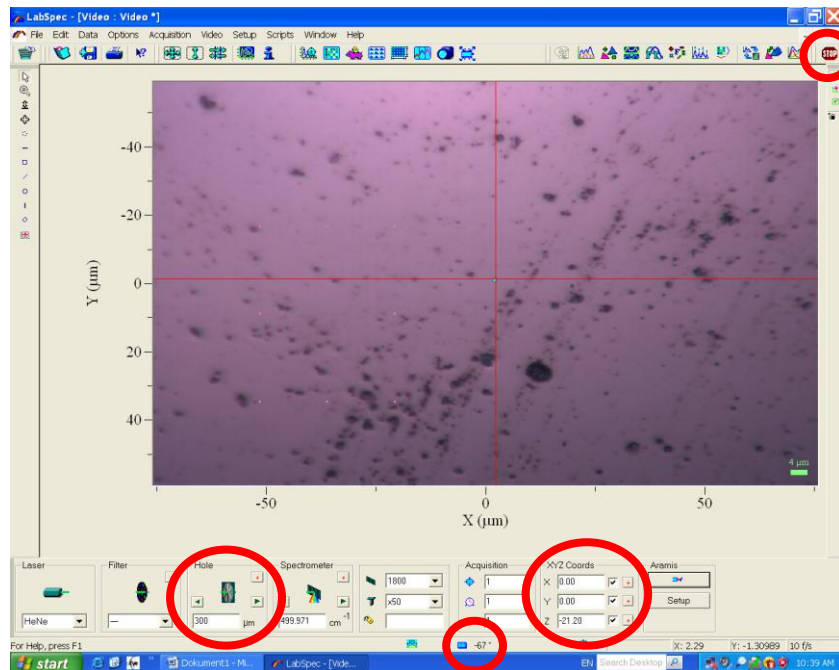 LabSpec - [Video : Video *]
File Edit Data Options Acquisition Video Setup Scripts Window Help
STOP
-40
-20
0
20
40
Y (µm)
4 µm
-50
0
50
X (µm)
Laser
Filter
Hole
Spectrometer
Acquisition
XYZ Coords
Aramis
1800
1
X 0.00
x50
1
Y 0.00
Setup
HeNe
---
300 µm
499.971 cm-1
Z -21.20
For Help, press F1
-67 °
X: 2.29
Y: -1.30989
10 f/s
start
Dokument1 - Mi...
LabSpec - [Vide...
EN
Search Desktop
10:39 AM